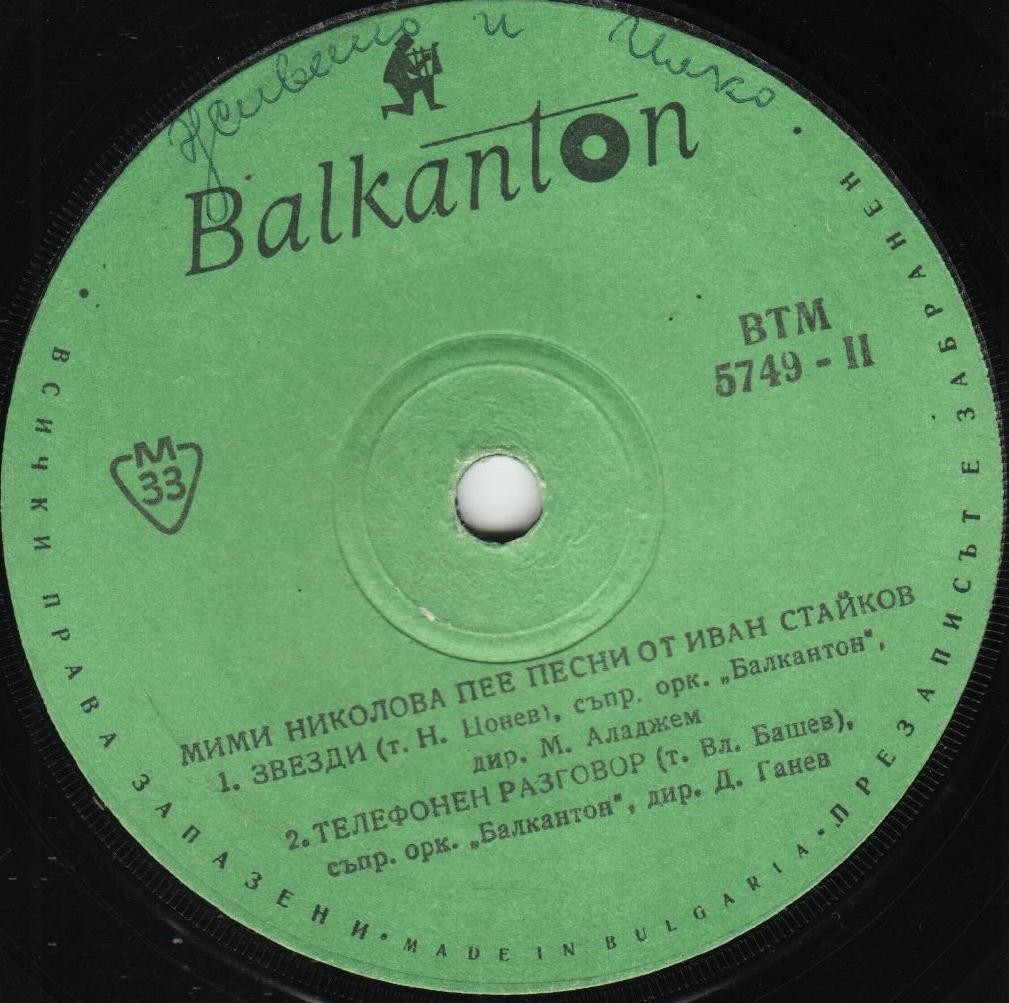 и
Balkanton
ВТМ
5749 - II
М
33
МИМИ НИКОЛОВА ПЕЕ ПЕСНИ ОТ ИВАН СТАЙКОВ
1. ЗВЕЗДИ (т. Н. Цонев), съпр. орк. „Балкантон",
дир. М. Аладжем
2. ТЕЛЕФОНЕН РАЗГОВОР (т. Вл. Башев),
съпр. орк. „Балкантон", дир. Д. Ганев
ВСИЧКИ ПРАВА ЗАПАЗЕНИ • MADE IN BULGARIA • ПРЕЗАПИСЪТ Е ЗАБРАНЕН